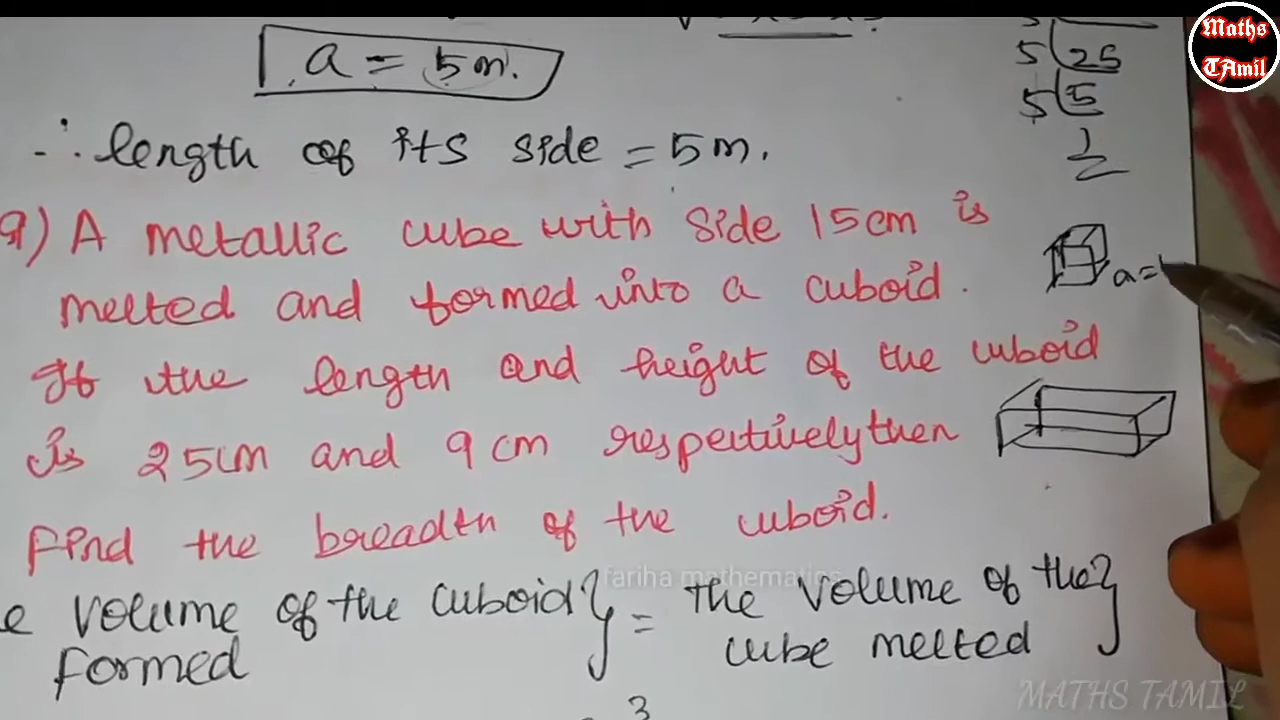 Maths
TAmil
a = 5m.
5 25
5 5
1
∴ length of its side = 5m.
9) A metallic cube with side 15cm is
melted and formed into a cuboid.
a=
If the length and height of the cuboid
is 25cm and 9cm respectively then
find the breadth of the cuboid.
fariha mathematics
volume of the cuboid } = The volume of the }
formed cube melted
3
MATHS TAMIL